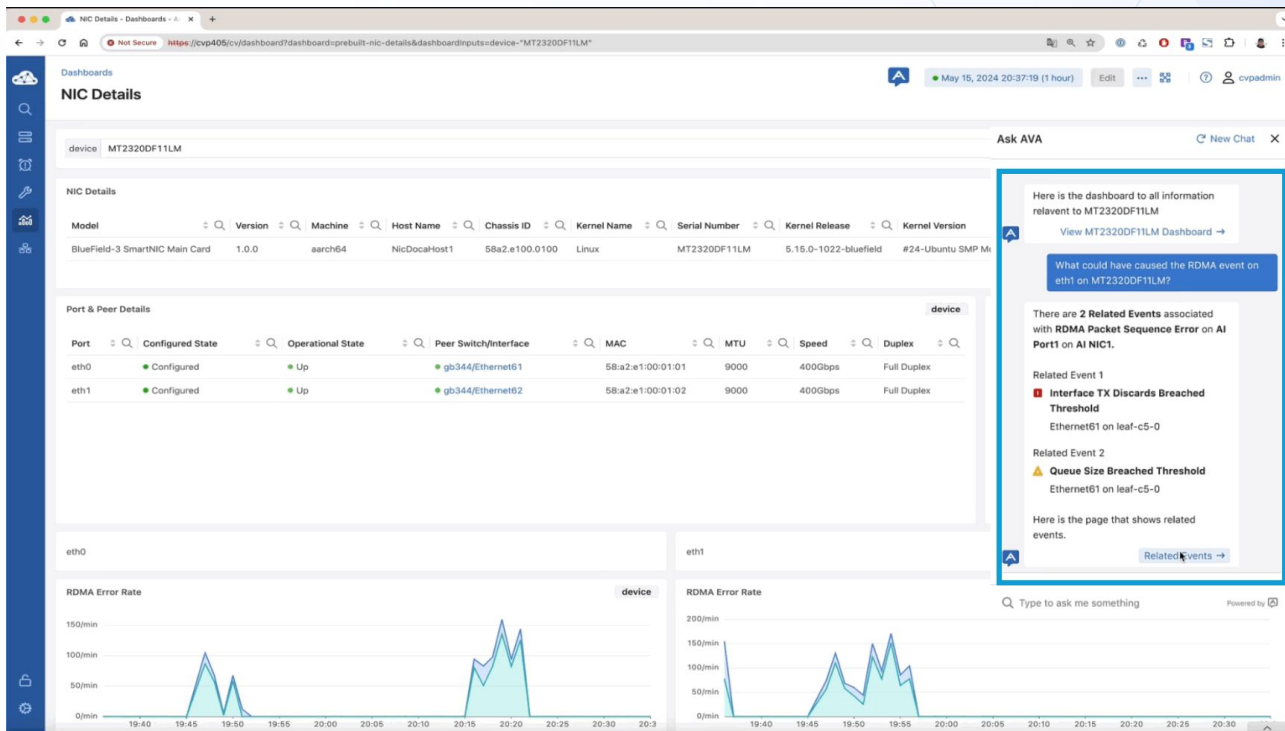 NIC Details - Dashboards - A
Not Secure https://cvp405/cv/dashboard?dashboard=prebuilt-nic-details&dashboardInputs=device-"MT2320DF11LM"
Dashboards
NIC Details
May 15, 2024 20:37:19 (1 hour)
Edit
cvpadmin
device MT2320DF11LM
NIC Details
Model Version Machine Host Name Chassis ID Kernel Name Serial Number Kernel Release Kernel Version
BlueField-3 SmartNIC Main Card 1.0.0 aarch64 NicDocaHost1 58a2.e100.0100 Linux MT2320DF11LM 5.15.0-1022-bluefield #24-Ubuntu SMP Mo
Port & Peer Details device
Port Configured State Operational State Peer Switch/Interface MAC MTU Speed Duplex
eth0 Configured Up gb344/Ethernet61 58:a2:e1:00:01:01 9000 400Gbps Full Duplex
eth1 Configured Up gb344/Ethernet62 58:a2:e1:00:01:02 9000 400Gbps Full Duplex
eth0
RDMA Error Rate device
150/min
100/min
50/min
0/min
19:40 19:45 19:50 19:55 20:00 20:05 20:10 20:15 20:20 20:25 20:30 20:3
eth1
RDMA Error Rate
200/min
150/min
100/min
50/min
0/min
19:40 19:45 19:50 19:55 20:00 20:05 20:10 20:15 20:20 20:25 20:30
Ask AVA
New Chat
Here is the dashboard to all information
relavent to MT2320DF11LM
View MT2320DF11LM Dashboard →
What could have caused the RDMA event on
eth1 on MT2320DF11LM?
There are 2 Related Events associated
with RDMA Packet Sequence Error on AI
Port1 on AI NIC1.
Related Event 1
Interface TX Discards Breached
Threshold
Ethernet61 on leaf-c5-0
Related Event 2
Queue Size Breached Threshold
Ethernet61 on leaf-c5-0
Here is the page that shows related
events.
Related Events →
Type to ask me something
Powered by